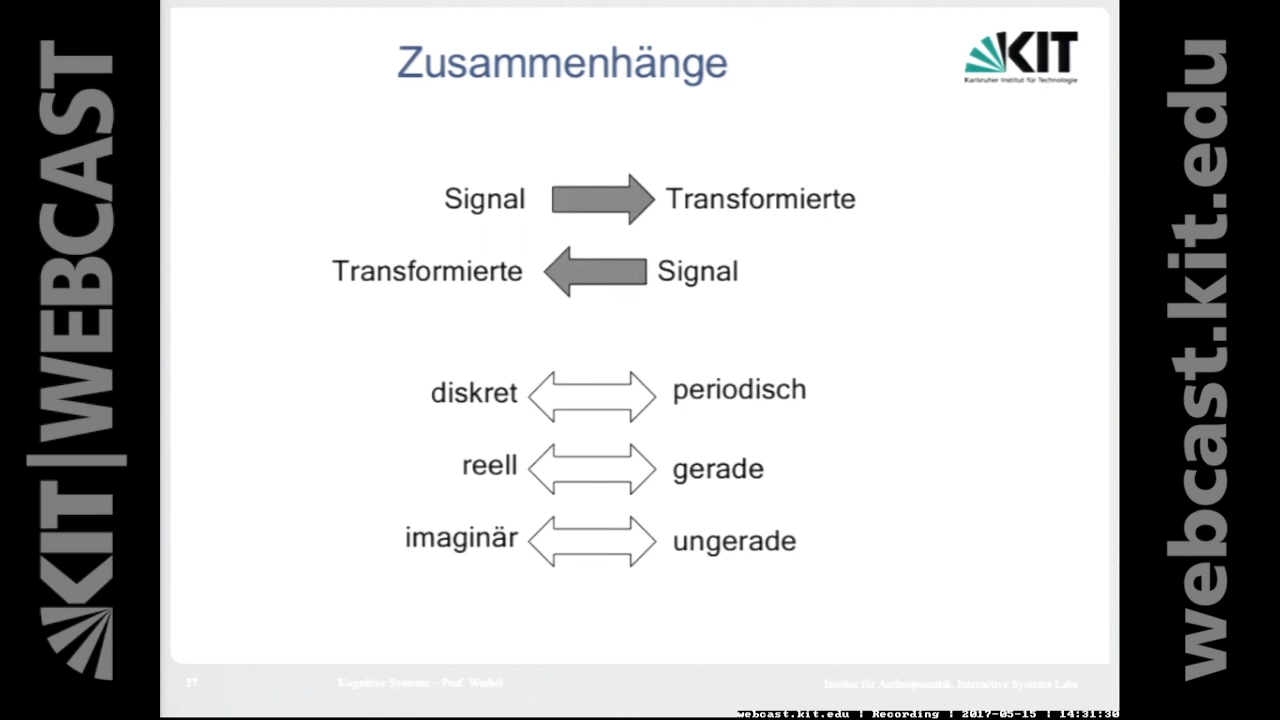 KIT|WEBCAST
Zusammenhänge
KIT
Karlsruher Institut für Technologie
Signal Transformierte
Transformierte Signal
diskret periodisch
reell gerade
imaginär ungerade
27 Kognitive Systeme – Prof. Waibel Institut für Anthropomatik, Interactive Systems Labs
webcast.kit.edu | Recording | 2017-05-15 | 14:31:30
webcast.kit.edu